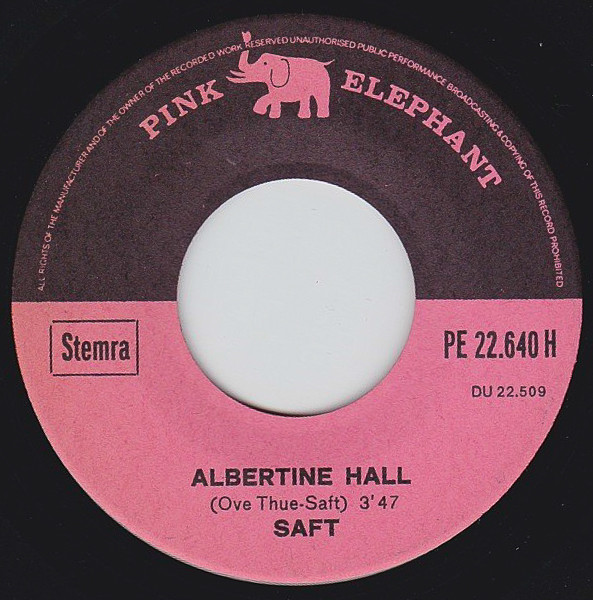 ALL RIGHTS OF THE MANUFACTURER AND OF THE OWNER OF THE RECORDED WORK RESERVED UNAUTHORISED PUBLIC PERFORMANCE BROADCASTING & COPYING OF THIS RECORD PROHIBITED
PINK ELEPHANT
Stemra
PE 22.640 H
DU 22.509
ALBERTINE HALL
(Ove Thue-Saft) 3'47
SAFT